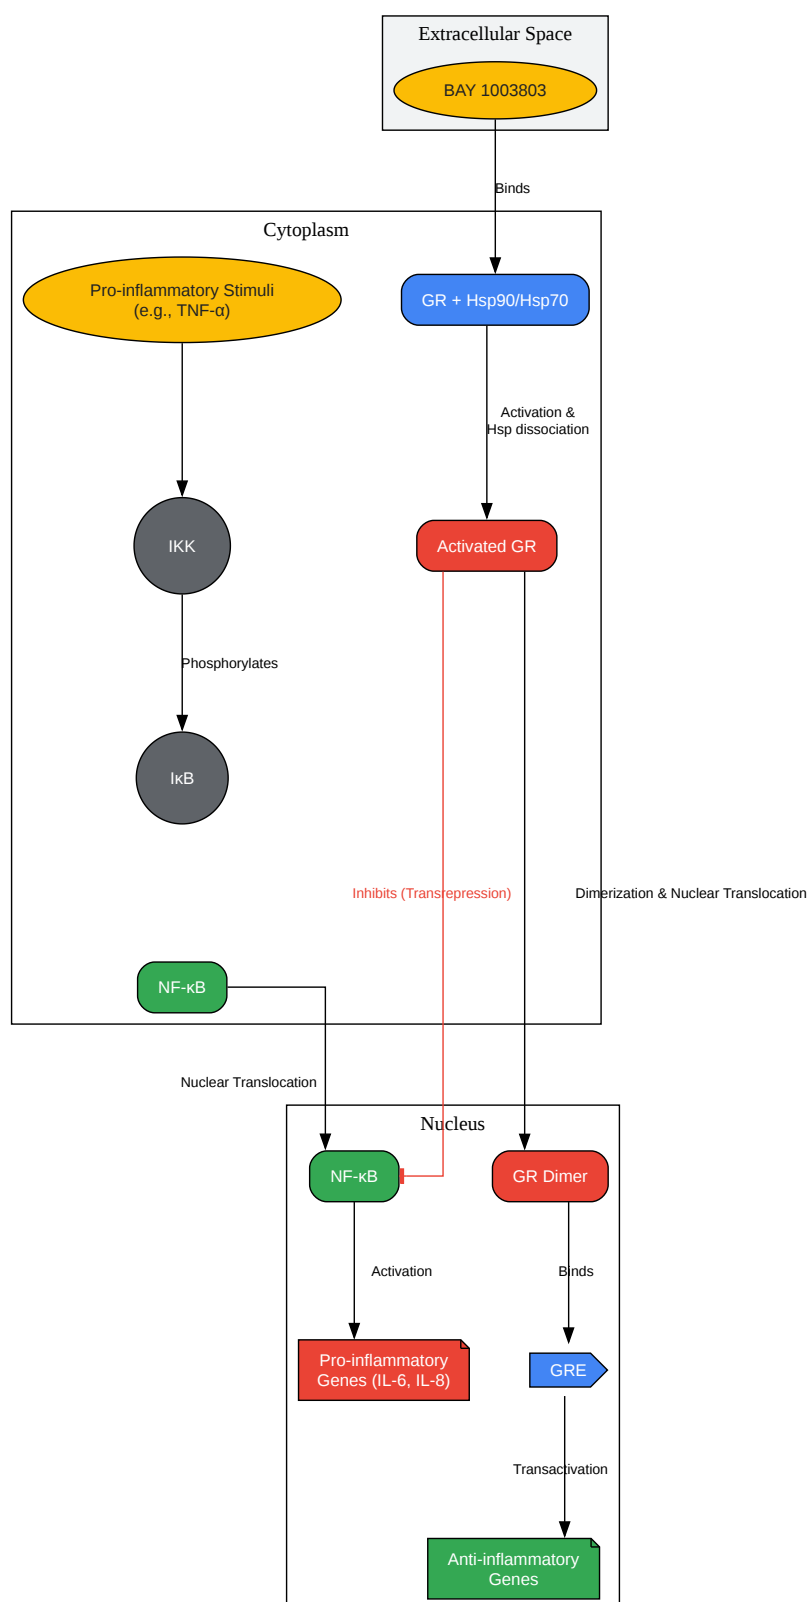 Extracellular Space
BAY 1003803
Binds
Cytoplasm
Pro-inflammatory Stimuli
(e.g., TNF-α)
GR + Hsp90/Hsp70
Activation &
Hsp dissociation
IKK
Activated GR
Phosphorylates
IκB
Inhibits (Transrepression)
Dimerization & Nuclear Translocation
NF-κB
Nuclear Translocation
Nucleus
NF-κB
GR Dimer
Activation
Binds
Pro-inflammatory
Genes (IL-6, IL-8)
GRE
Transactivation
Anti-inflammatory
Genes